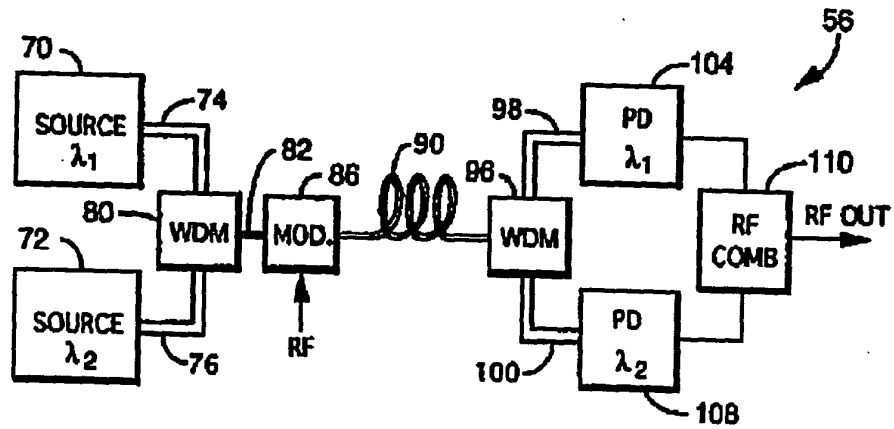 56
70
SOURCE
λ1
74
82
80
WDM
86
MOD.
RF
90
72
SOURCE
λ2
76
96
WDM
98
100
104
PD
λ1
PD
λ2
108
110
RF
COMB
RF OUT